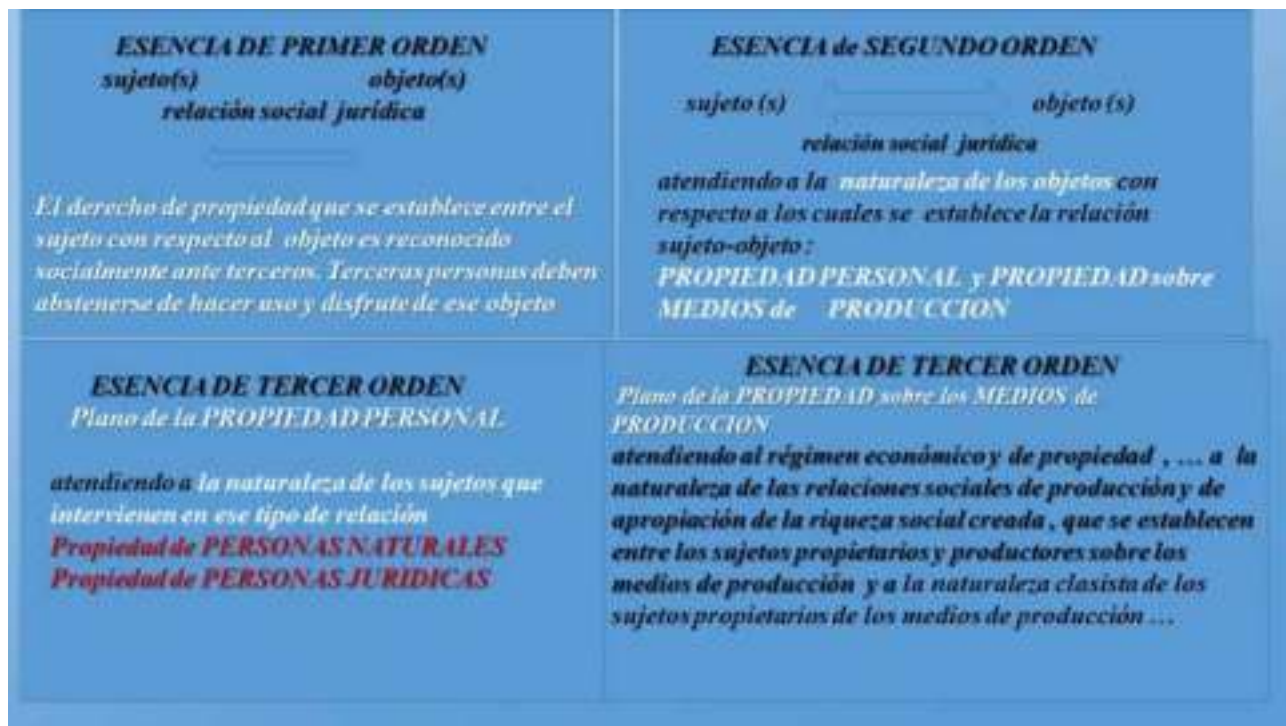 ESENCIA DE PRIMER ORDEN
sujeto(s) objeto(s)
relación social jurídica
El derecho de propiedad que se establece entre el
sujeto con respecto al objeto es reconocido
socialmente ante terceros. Terceras personas deben
abstenerse de hacer uso y disfrute de ese objeto
ESENCIA de SEGUNDO ORDEN
sujeto (s) objeto (s)
relación social jurídica
atendiendo a la naturaleza de los objetos con
respecto a los cuales se establece la relación
sujeto-objeto :
PROPIEDAD PERSONAL y PROPIEDAD sobre
MEDIOS de PRODUCCION
ESENCIA DE TERCER ORDEN
Plano de la PROPIEDAD PERSONAL
atendiendo a la naturaleza de los sujetos que
intervienen en ese tipo de relación
Propiedad de PERSONAS NATURALES
Propiedad de PERSONAS JURIDICAS
ESENCIA DE TERCER ORDEN
Plano de la PROPIEDAD sobre los MEDIOS de
PRODUCCION
atendiendo al régimen económico y de propiedad , ... a la
naturaleza de las relaciones sociales de producción y de
apropiación de la riqueza social creada , que se establecen
entre los sujetos propietarios y productores sobre los
medios de producción y a la naturaleza clasista de los
sujetos propietarios de los medios de producción ...